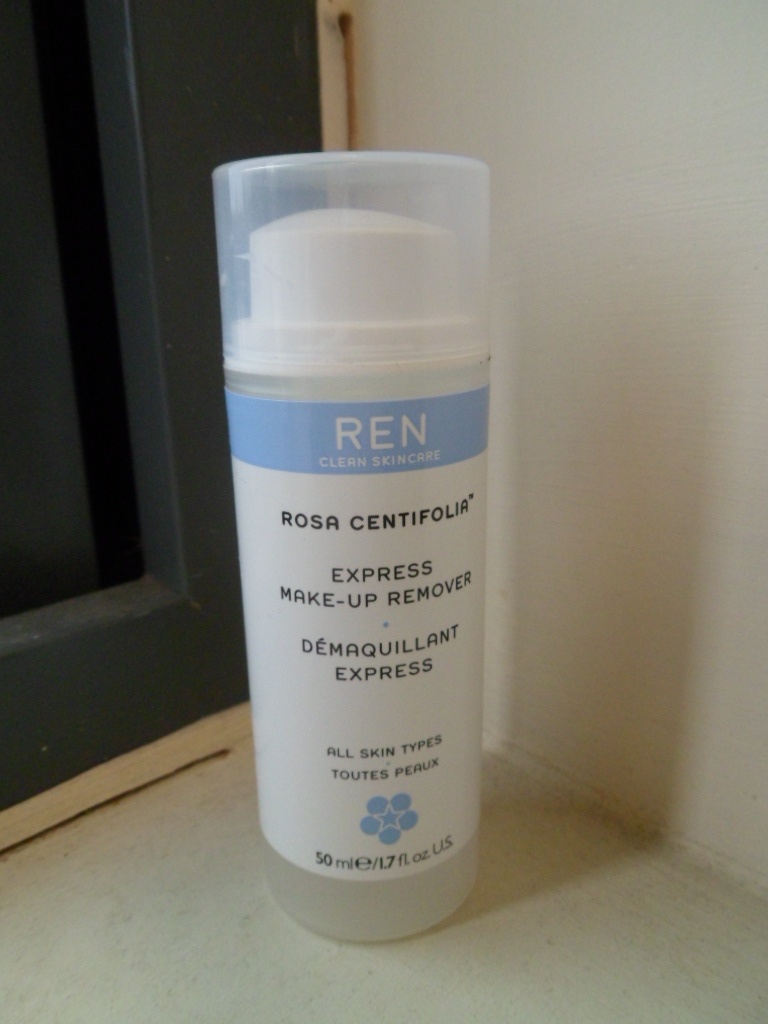 REN
CLEAN SKINCARE
ROSA CENTIFOLIA™
EXPRESS
MAKE-UP REMOVER
DÉMAQUILLANT
EXPRESS
ALL SKIN TYPES
TOUTES PEAUX
50 ml℮/1.7 fl. oz. U.S.